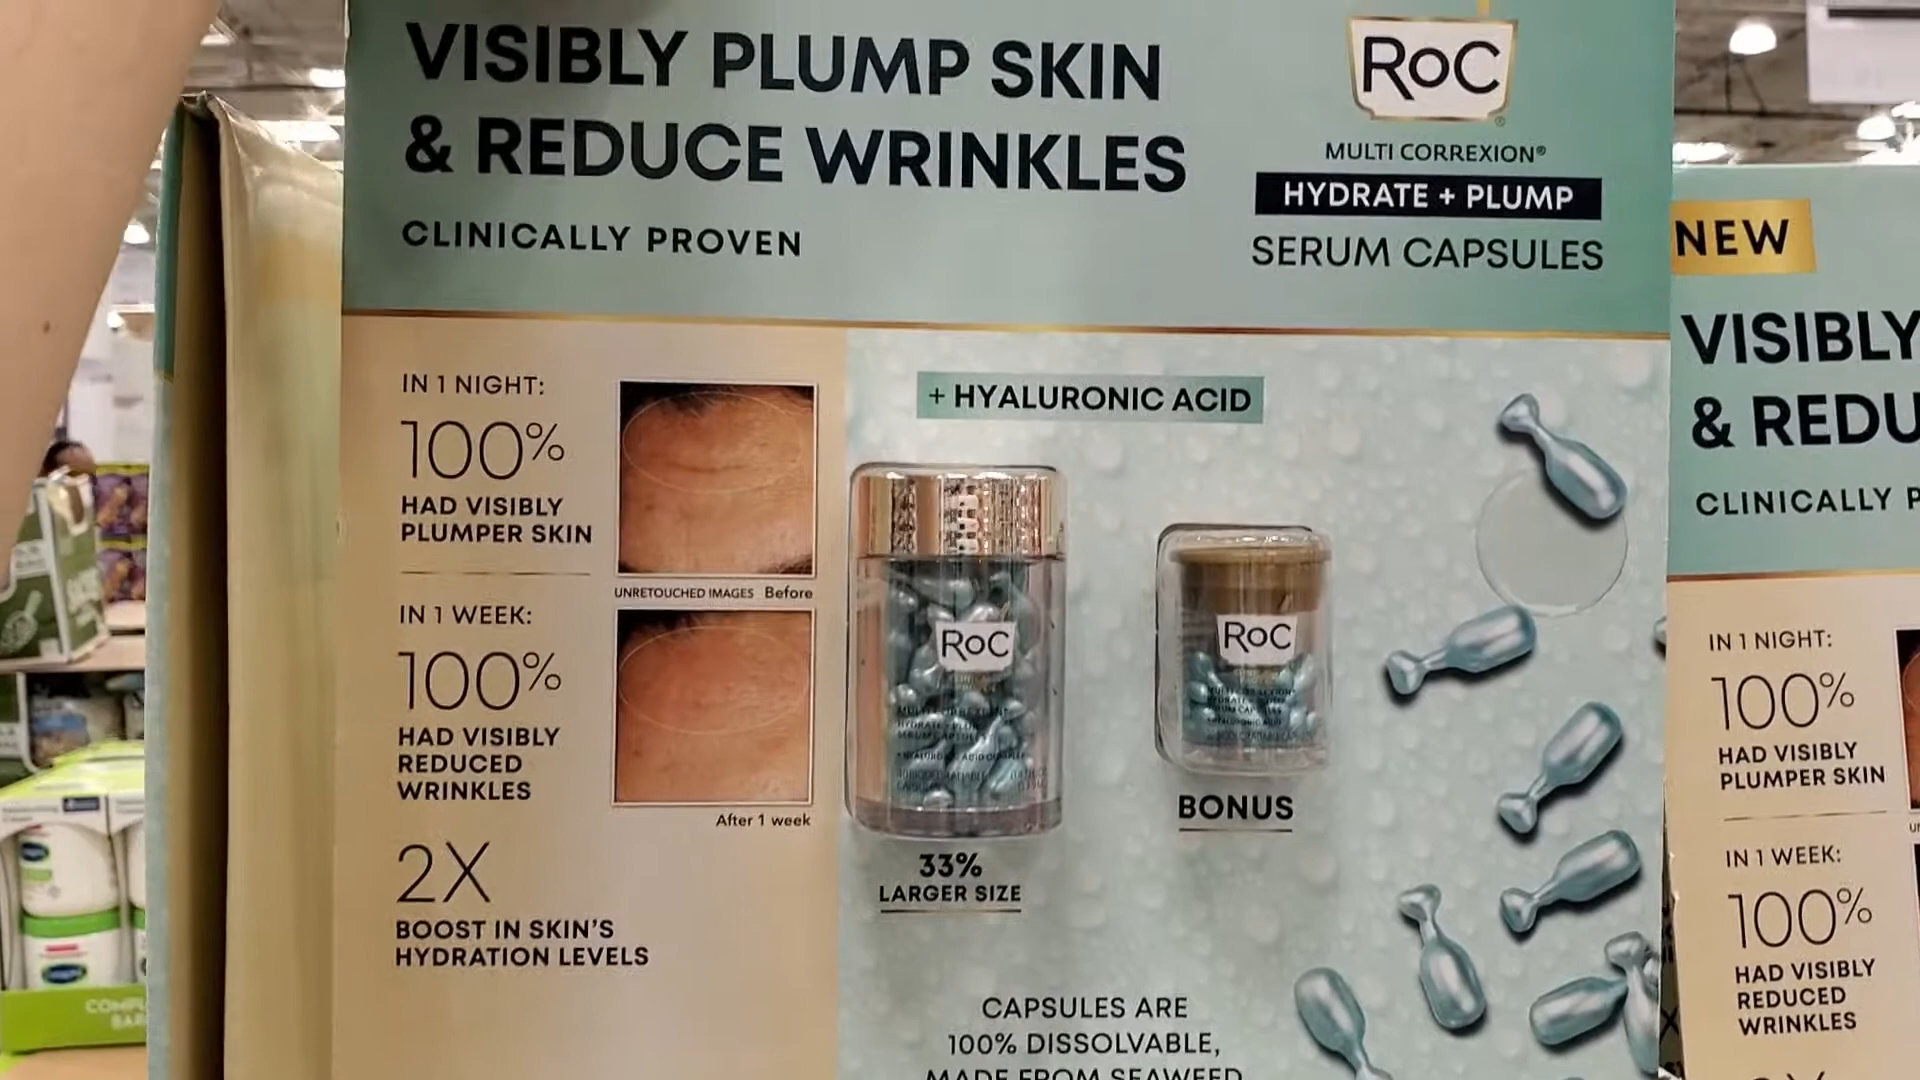 VISIBLY PLUMP SKIN
& REDUCE WRINKLES
CLINICALLY PROVEN
RoC
MULTI CORREXION®
HYDRATE + PLUMP
SERUM CAPSULES
IN 1 NIGHT:
100%
HAD VISIBLY
PLUMPER SKIN
UNRETOUCHED IMAGES Before
IN 1 WEEK:
100%
HAD VISIBLY
REDUCED
WRINKLES
After 1 week
2X
BOOST IN SKIN'S
HYDRATION LEVELS
+ HYALURONIC ACID
RoC
33%
LARGER SIZE
RoC
BONUS
CAPSULES ARE
100% DISSOLVABLE,
MADE FROM SEAWEED
NEW
VISIBLY
& REDU
CLINICALLY P
IN 1 NIGHT:
100%
HAD VISIBLY
PLUMPER SKIN
IN 1 WEEK:
100%
HAD VISIBLY
REDUCED
WRINKLES